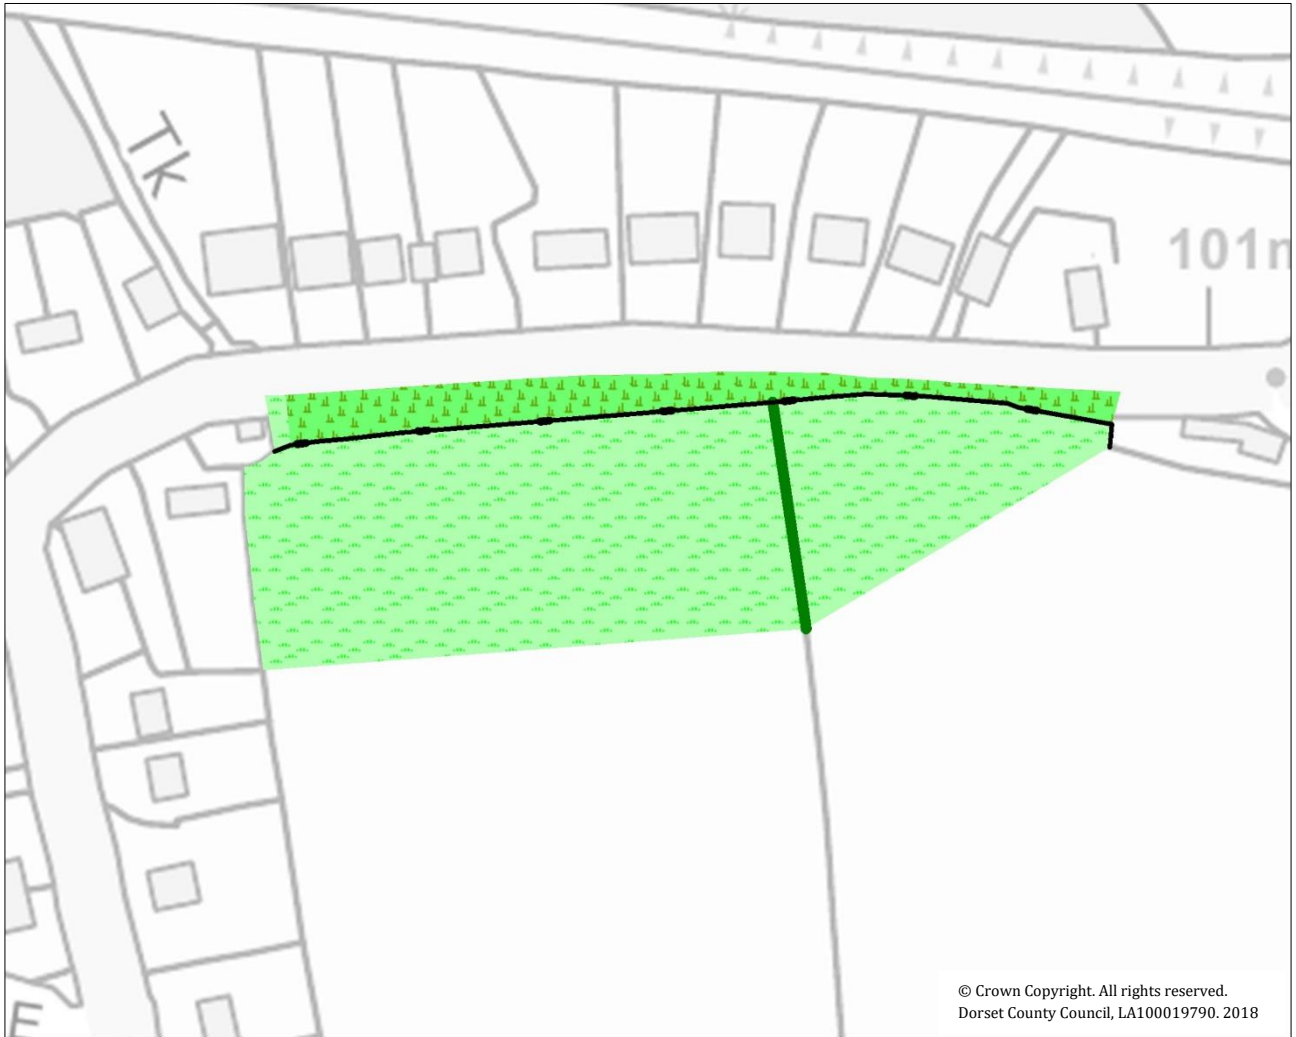 Tk
101m
E
© Crown Copyright. All rights reserved.
Dorset County Council, LA100019790. 2018